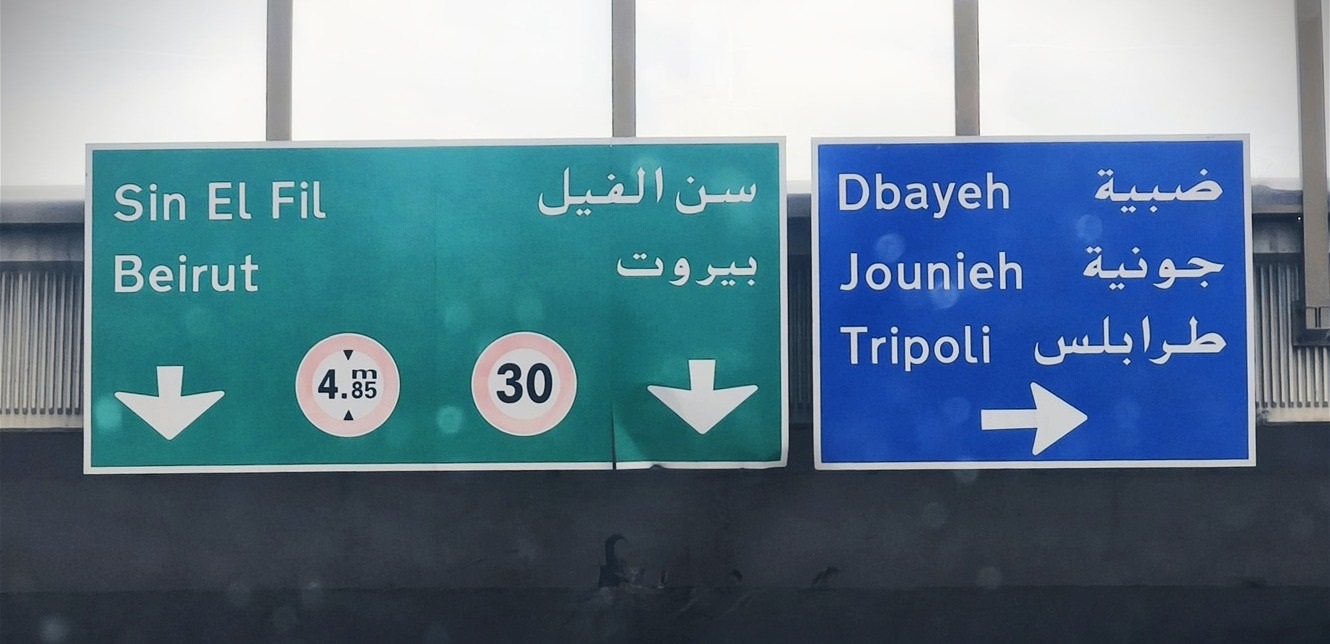 Sin El Fil سن الفيل
Beirut بيروت
4.85 m
30
Dbayeh ضبية
Jounieh جونية
Tripoli طرابلس